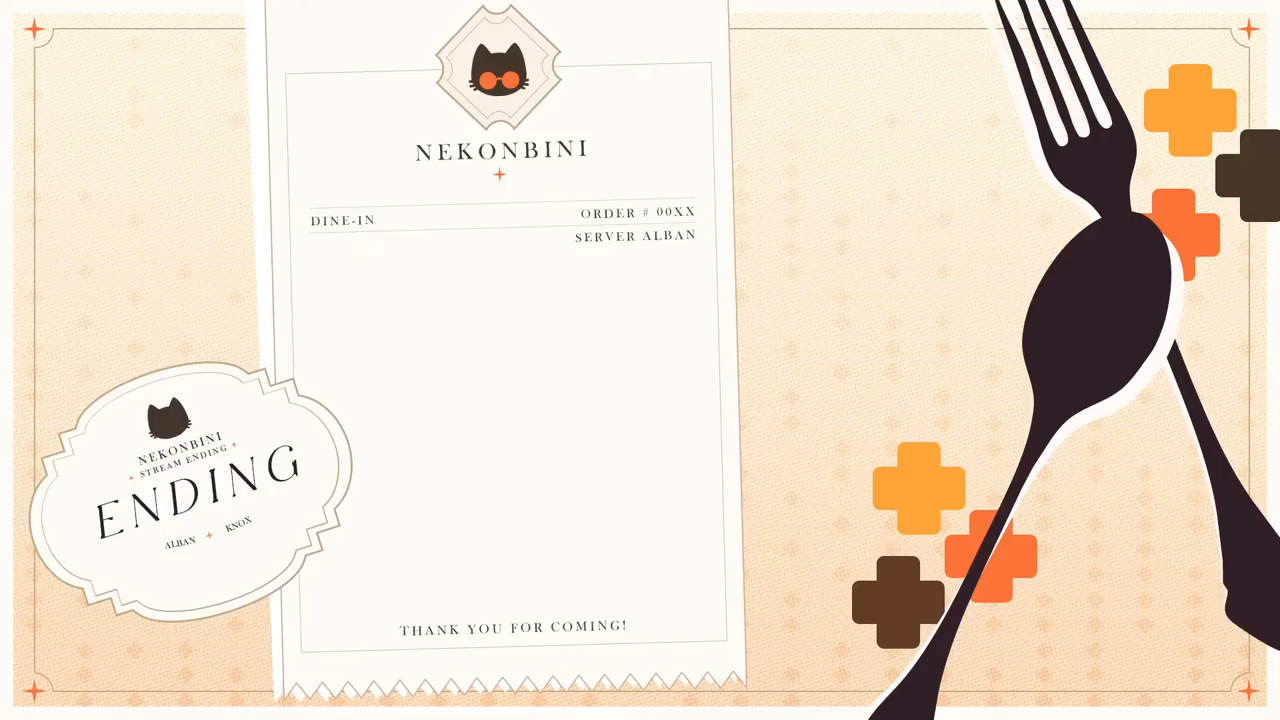 NEKONBINI
DINE-IN
ORDER # 00XX
SERVER ALBAN
NEKONBINI
STREAM ENDING
ENDING
ALBAN KNOX
THANK YOU FOR COMING!